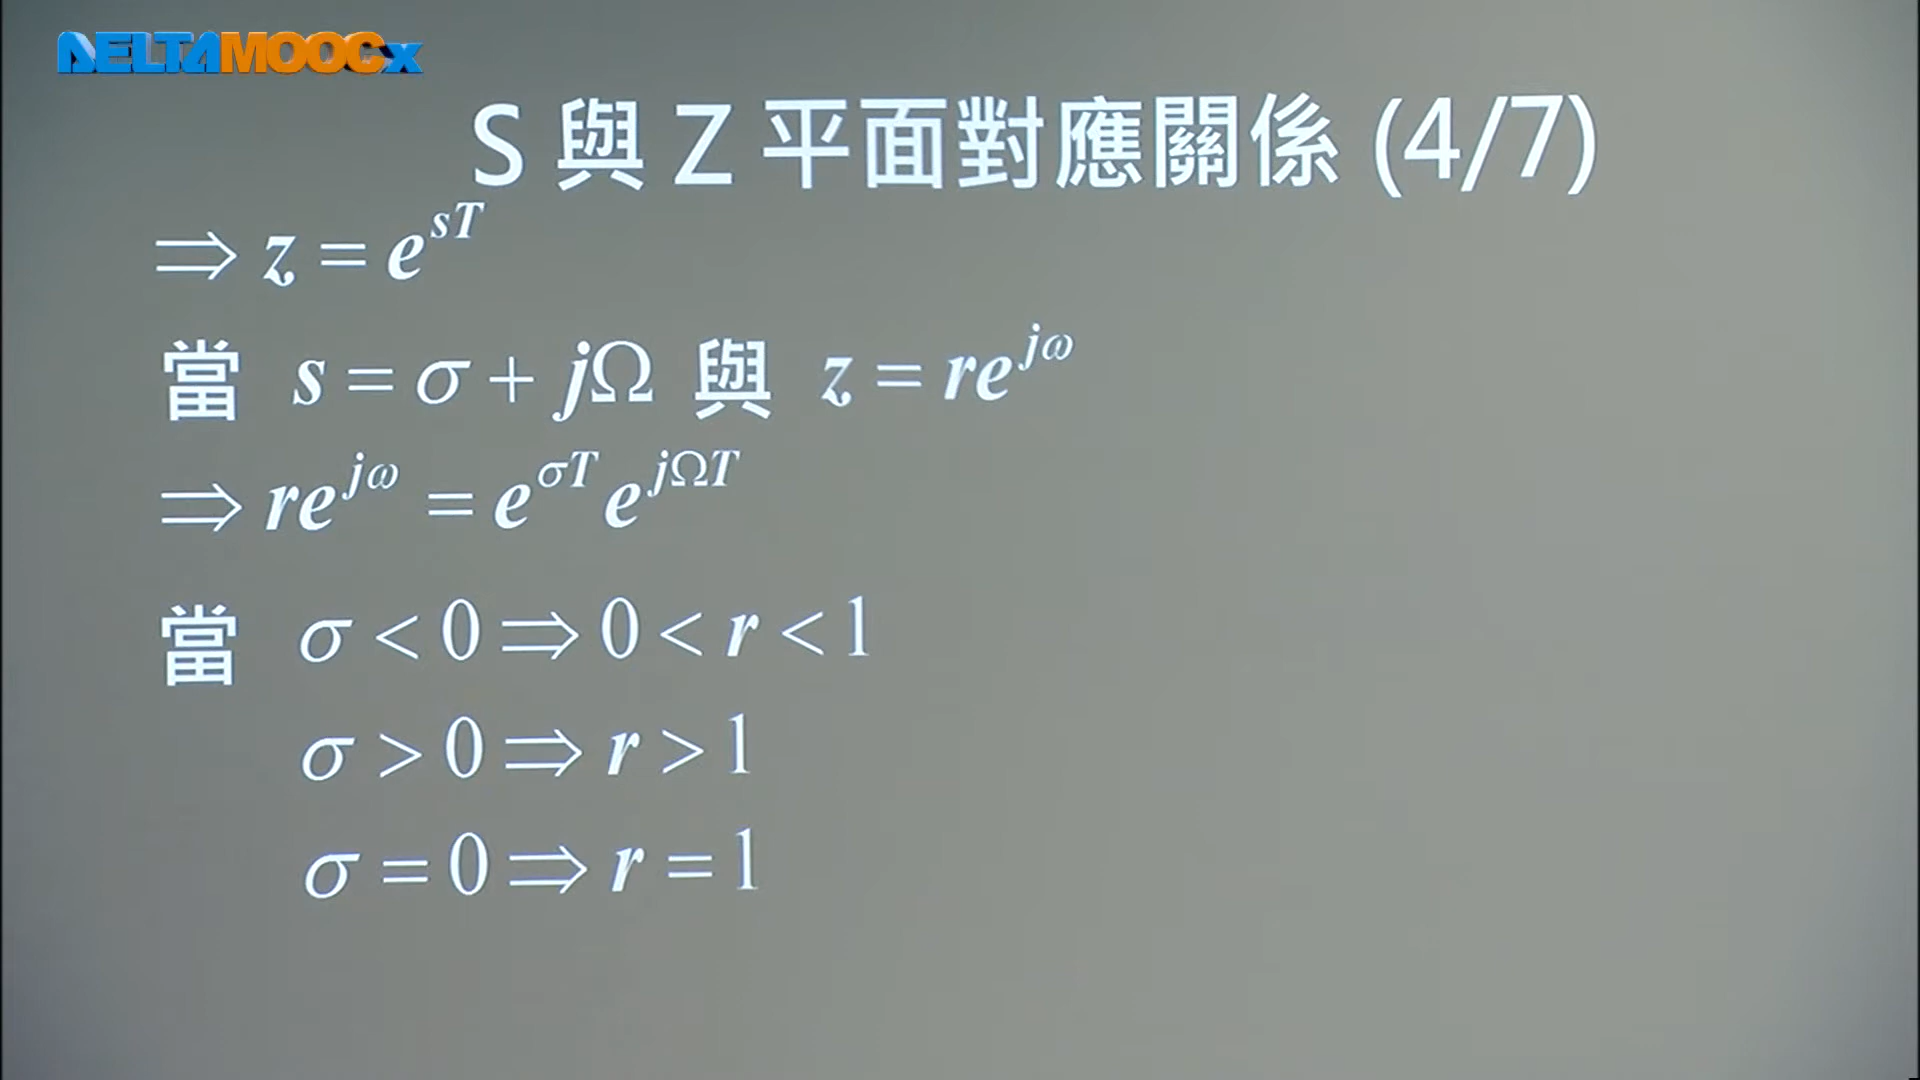 DELTAMOOCx
S 與 Z 平面對應關係 (4/7)
⇒ z = e^{sT}
當 s = σ + jΩ 與 z = re^{jω}
⇒ re^{jω} = e^{σT} e^{jΩT}
當 σ < 0 ⇒ 0 < r < 1
σ > 0 ⇒ r > 1
σ = 0 ⇒ r = 1